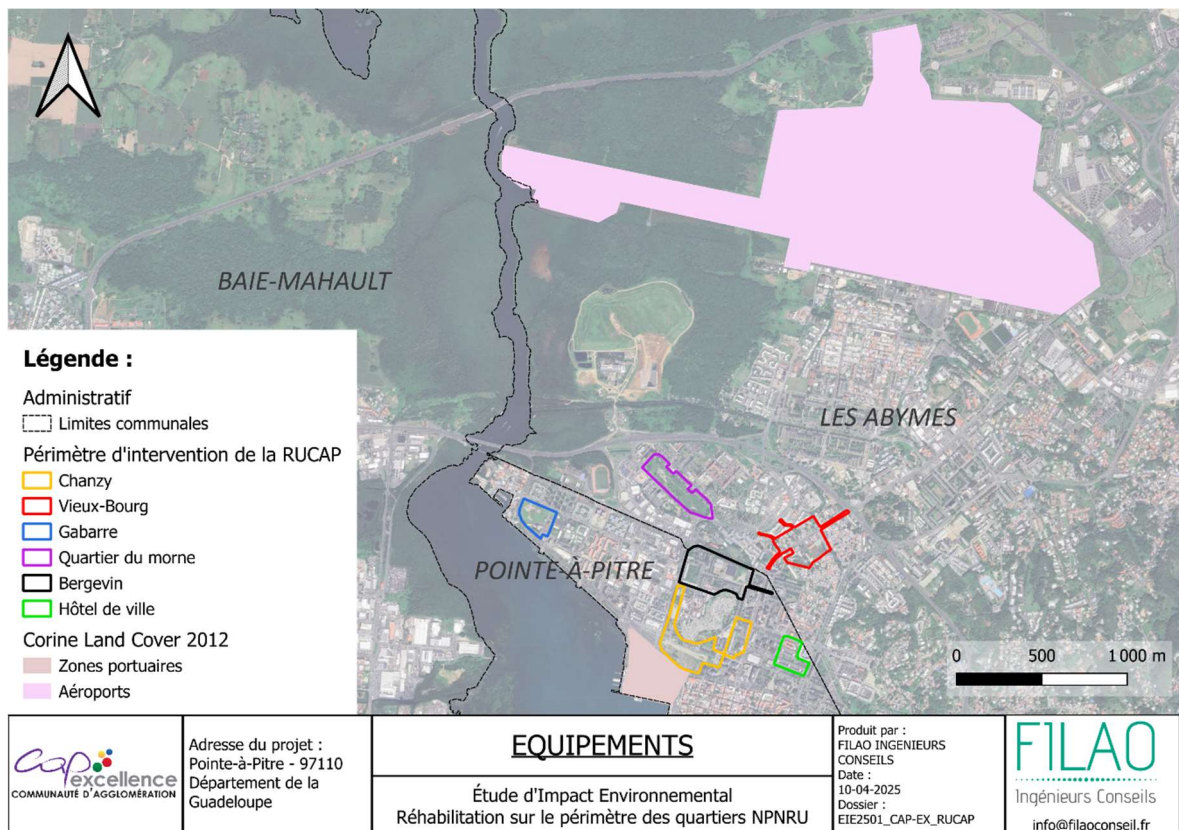 BAIE-MAHAULT
LES ABYMES
POINTE-À-PITRE
Légende :
Administratif
Limites communales
Périmètre d'intervention de la RUCAP
Chanzy
Vieux-Bourg
Gabarre
Quartier du morne
Bergevin
Hôtel de ville
Corine Land Cover 2012
Zones portuaires
Aéroports
0 500 1 000 m
Cap excellence
COMMUNAUTÉ D'AGGLOMÉRATION
Adresse du projet :
Pointe-à-Pitre - 97110
Département de la
Guadeloupe
EQUIPEMENTS
Étude d'Impact Environnemental
Réhabilitation sur le périmètre des quartiers NPNRU
Produit par :
FILAO INGENIEURS
CONSEILS
Date :
10-04-2025
Dossier :
EIE2501_CAP-EX_RUCAP
FILAO
Ingénieurs Conseils
info@filaoconseil.fr